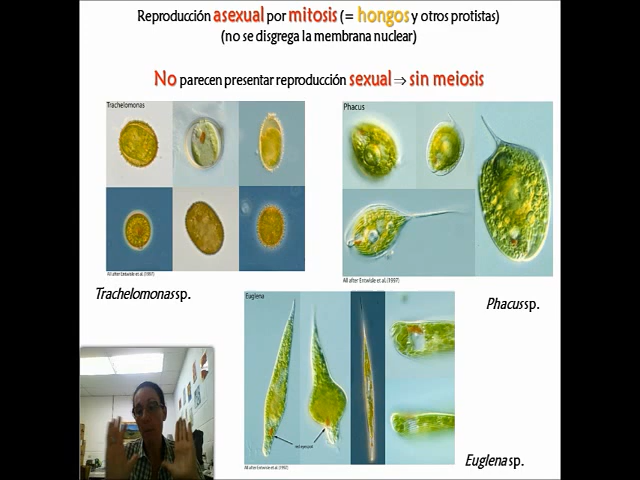 Reproducción asexual por mitosis (= hongos y otros protistas)
(no se disgrega la membrana nuclear)
No parecen presentar reproducción sexual ⇒ sin meiosis
Trachelomonas
Phacus
All after Entwisle et al. (1997)
All after Entwisle et al. (1997)
Trachelomonas sp.
Euglena
Phacus sp.
red eyespot
All after Entwisle et al. (1997)
Euglena sp.